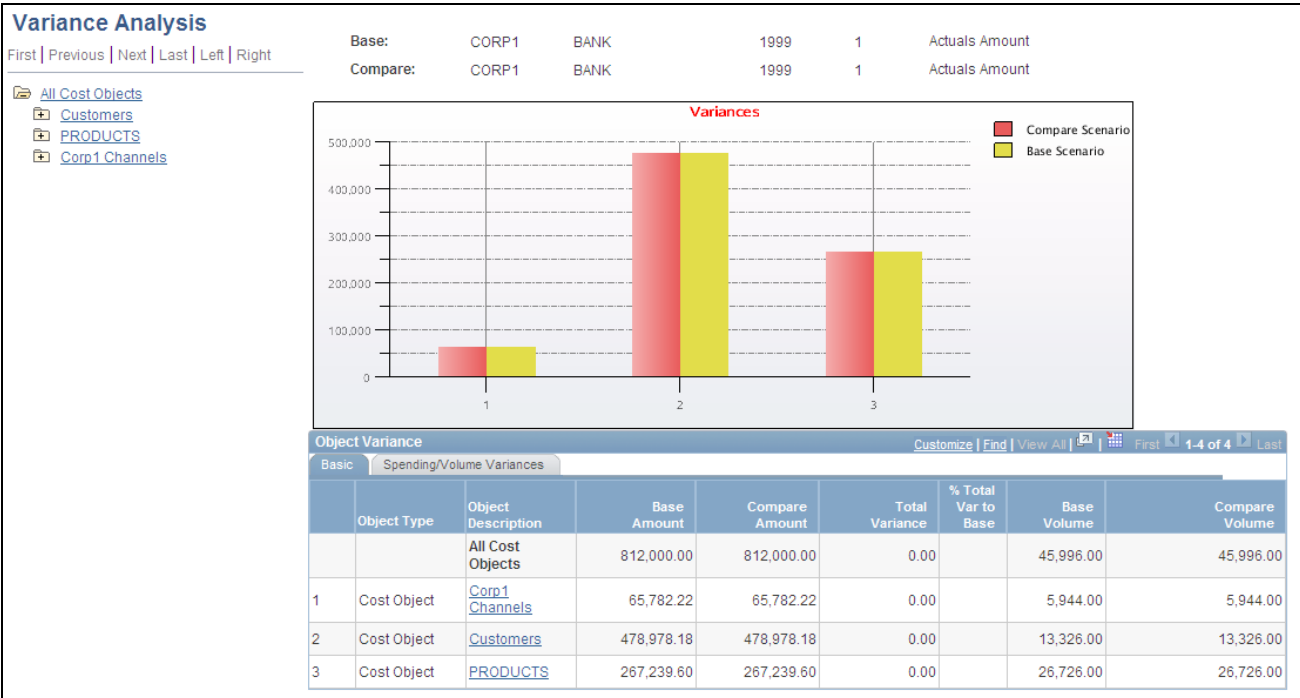 Variance Analysis
First | Previous | Next | Last | Left | Right
All Cost Objects
Customers
PRODUCTS
Corp1 Channels
Base: CORP1 BANK 1999 1 Actuals Amount
Compare: CORP1 BANK 1999 1 Actuals Amount
Variances
Compare Scenario
Base Scenario
500,000
400,000
300,000
200,000
100,000
0
1 2 3
Object Variance Customize | Find | View All | | First 1-4 of 4 Last
Basic Spending/Volume Variances
Object Type Object Description Base Amount Compare Amount Total Variance % Total Var to Base Base Volume Compare Volume
All Cost Objects 812,000.00 812,000.00 0.00 45,996.00 45,996.00
1 Cost Object Corp1 Channels 65,782.22 65,782.22 0.00 5,944.00 5,944.00
2 Cost Object Customers 478,978.18 478,978.18 0.00 13,326.00 13,326.00
3 Cost Object PRODUCTS 267,239.60 267,239.60 0.00 26,726.00 26,726.00